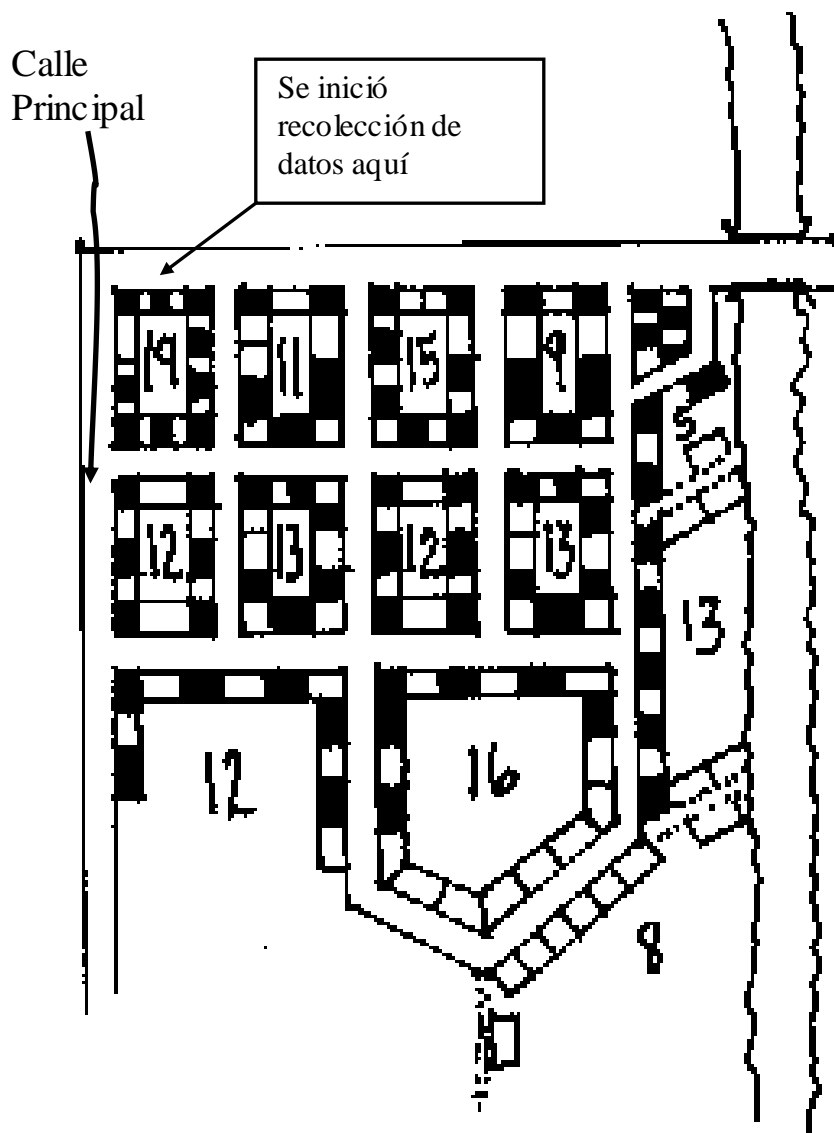 Calle
Principal
Se inició
recolección de
datos aquí
19 11 15 9
5
12 13 12 13
13
12 16
8